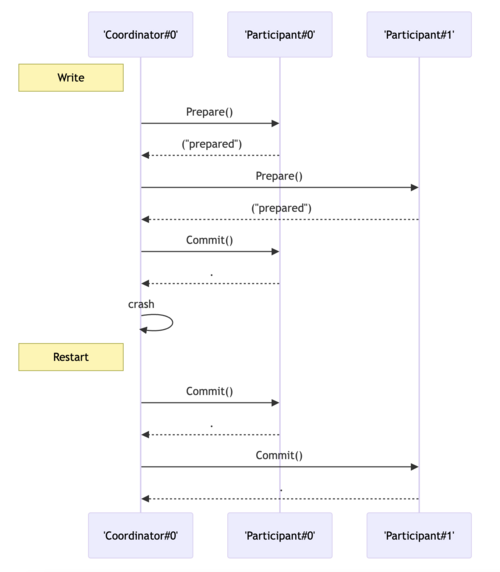 'Coordinator#0' 'Participant#0' 'Participant#1'
Write
Prepare()
("prepared")
Prepare()
("prepared")
Commit()
.
crash
Restart
Commit()
.
Commit()
.
'Coordinator#0' 'Participant#0' 'Participant#1'